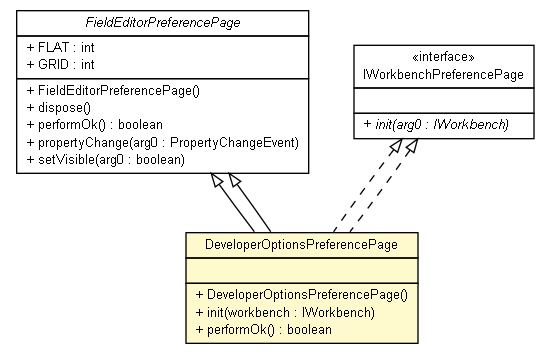 FieldEditorPreferencePage
+ FLAT : int
+ GRID : int
+ FieldEditorPreferencePage()
+ dispose()
+ performOk() : boolean
+ propertyChange(arg0 : PropertyChangeEvent)
+ setVisible(arg0 : boolean)
«interface»
IWorkbenchPreferencePage
+ init(arg0 : IWorkbench)
DeveloperOptionsPreferencePage
+ DeveloperOptionsPreferencePage()
+ init(workbench : IWorkbench)
+ performOk() : boolean